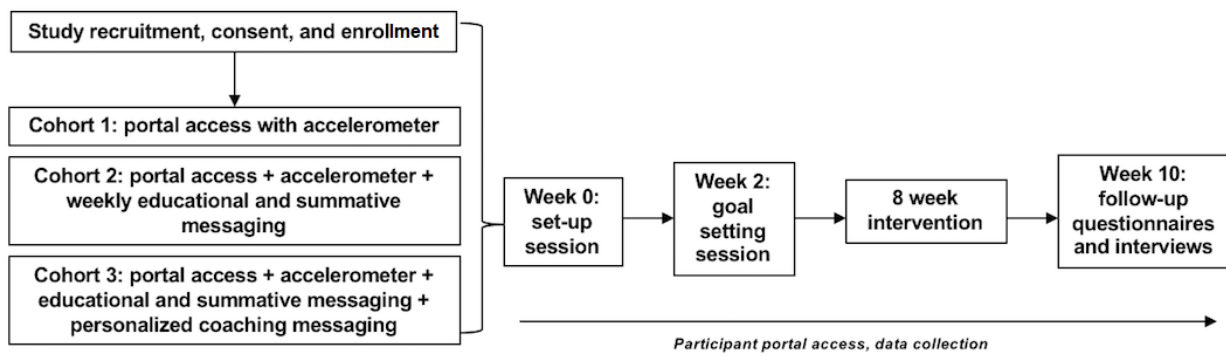 Study recruitment, consent, and enrollment
Cohort 1: portal access with accelerometer
Cohort 2: portal access + accelerometer +
weekly educational and summative
messaging
Cohort 3: portal access + accelerometer +
educational and summative messaging +
personalized coaching messaging
Week 0:
set-up
session
Week 2:
goal
setting
session
8 week
intervention
Week 10:
follow-up
questionnaires
and interviews
Participant portal access, data collection